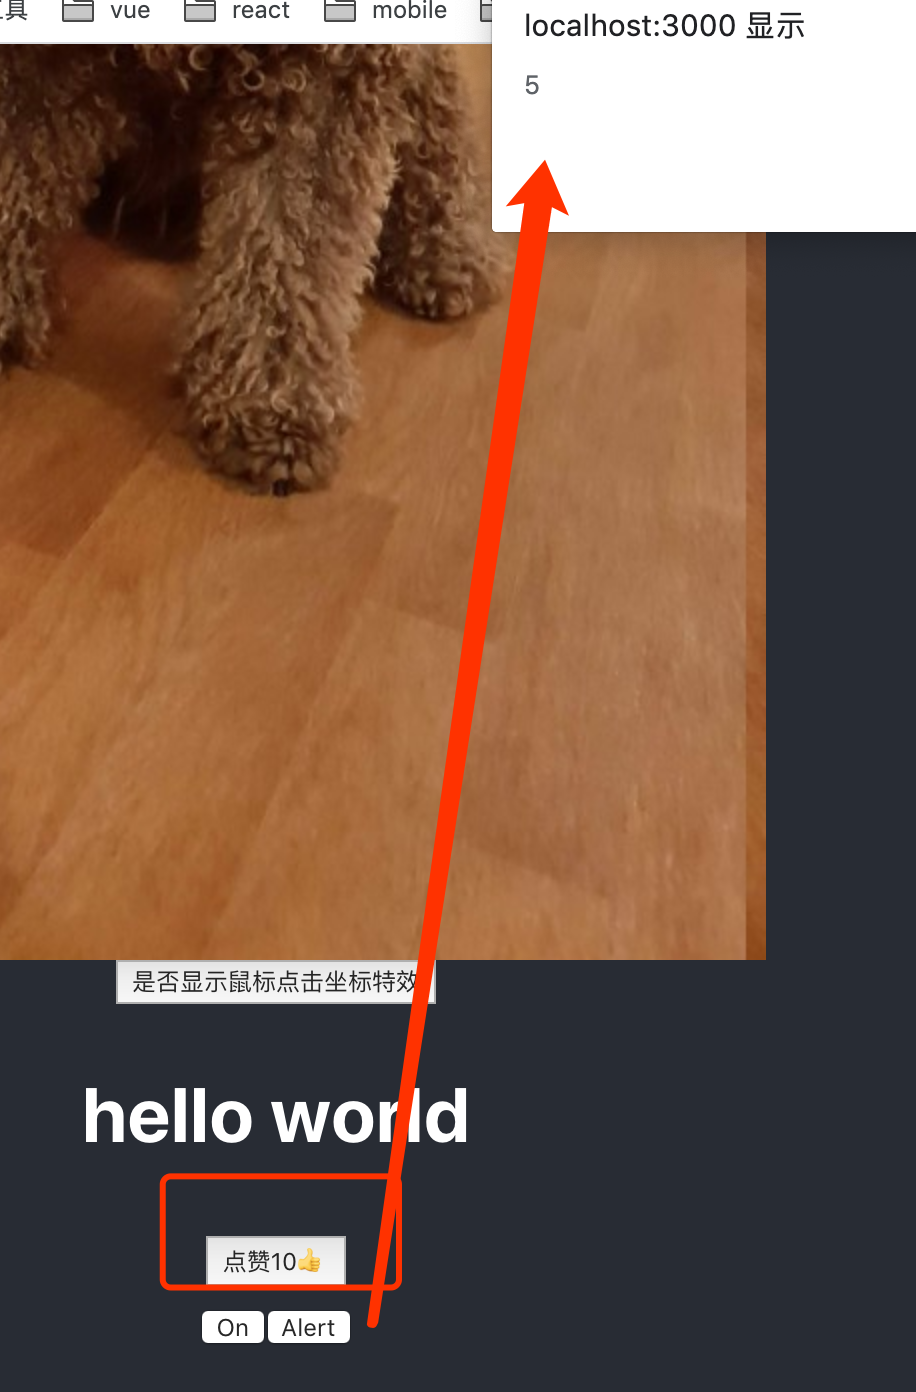 具 vue react mobile
localhost:3000 显示
5
是否显示鼠标点击坐标特效
hello world
点赞10👍
On Alert